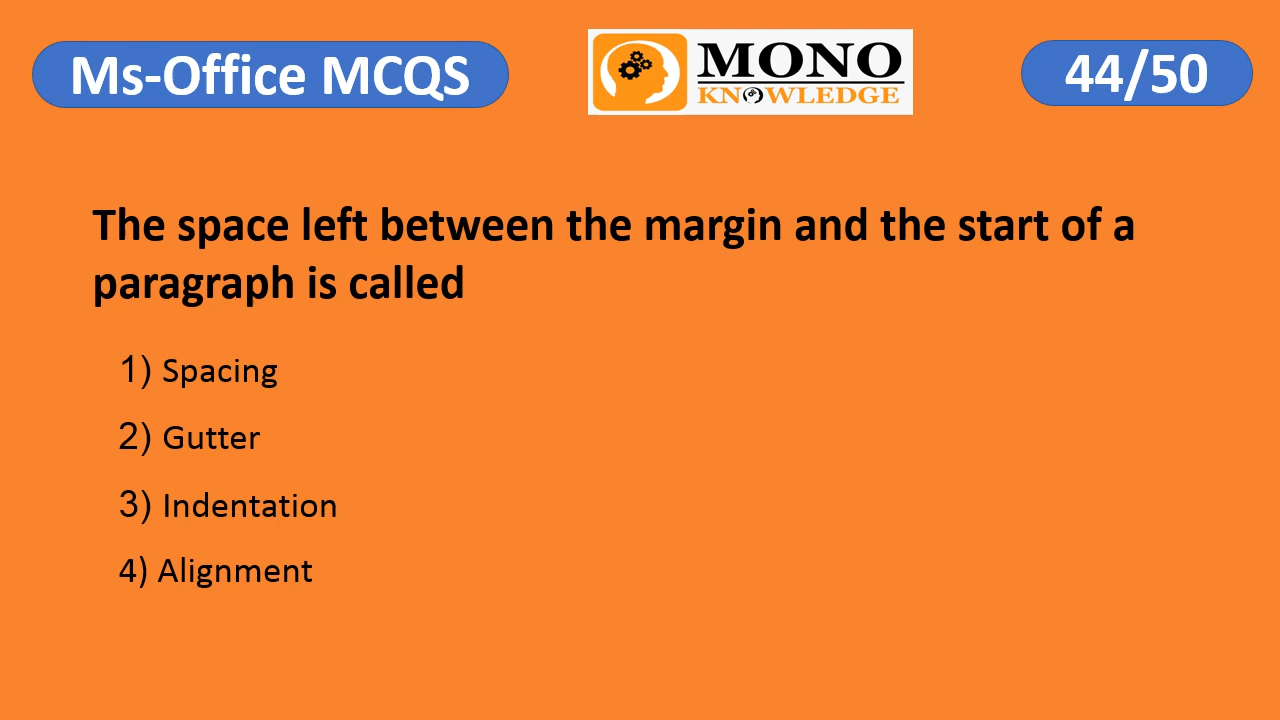 Ms-Office MCQS
MONO
KNOWLEDGE
44/50
The space left between the margin and the start of a
paragraph is called
1) Spacing
2) Gutter
3) Indentation
4) Alignment